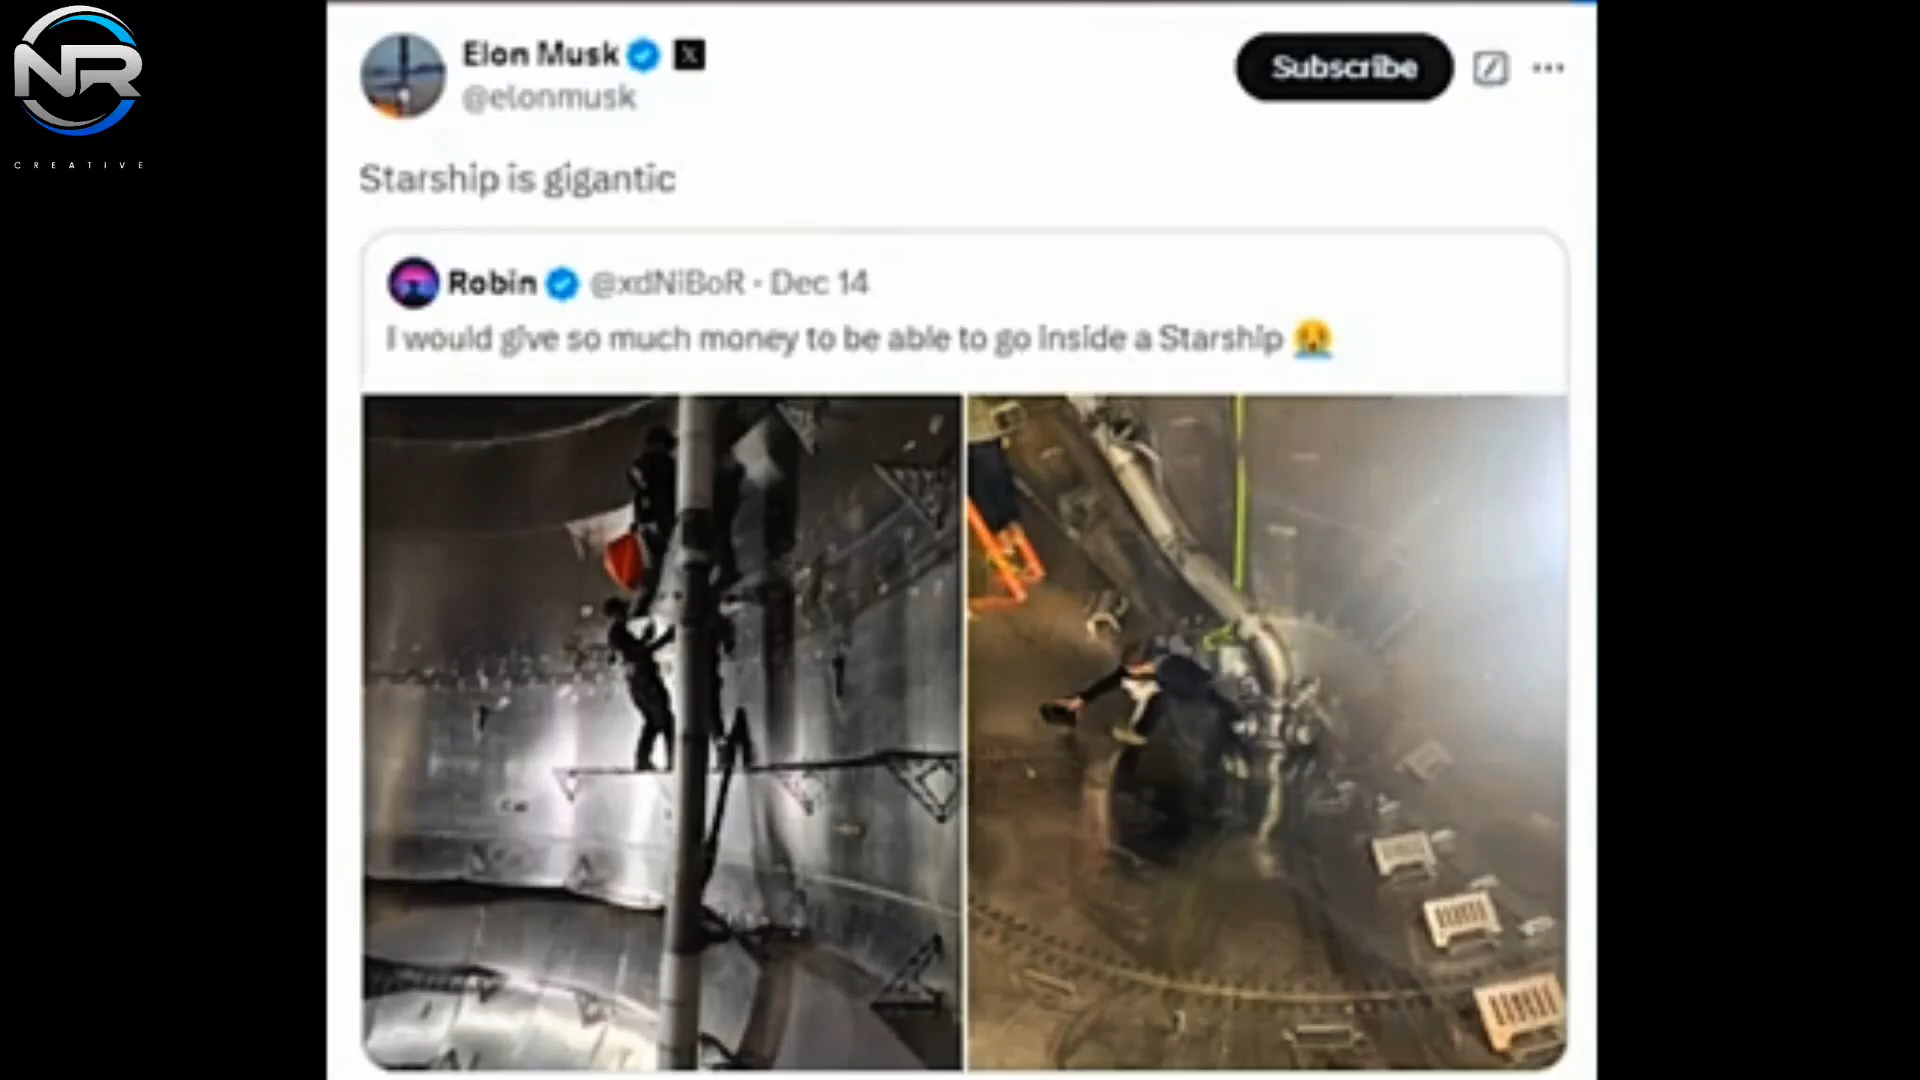 NR
CREATIVE
Elon Musk
@elonmusk
Subscribe
Starship is gigantic
Robin @xdNiBoR · Dec 14
I would give so much money to be able to go inside a Starship